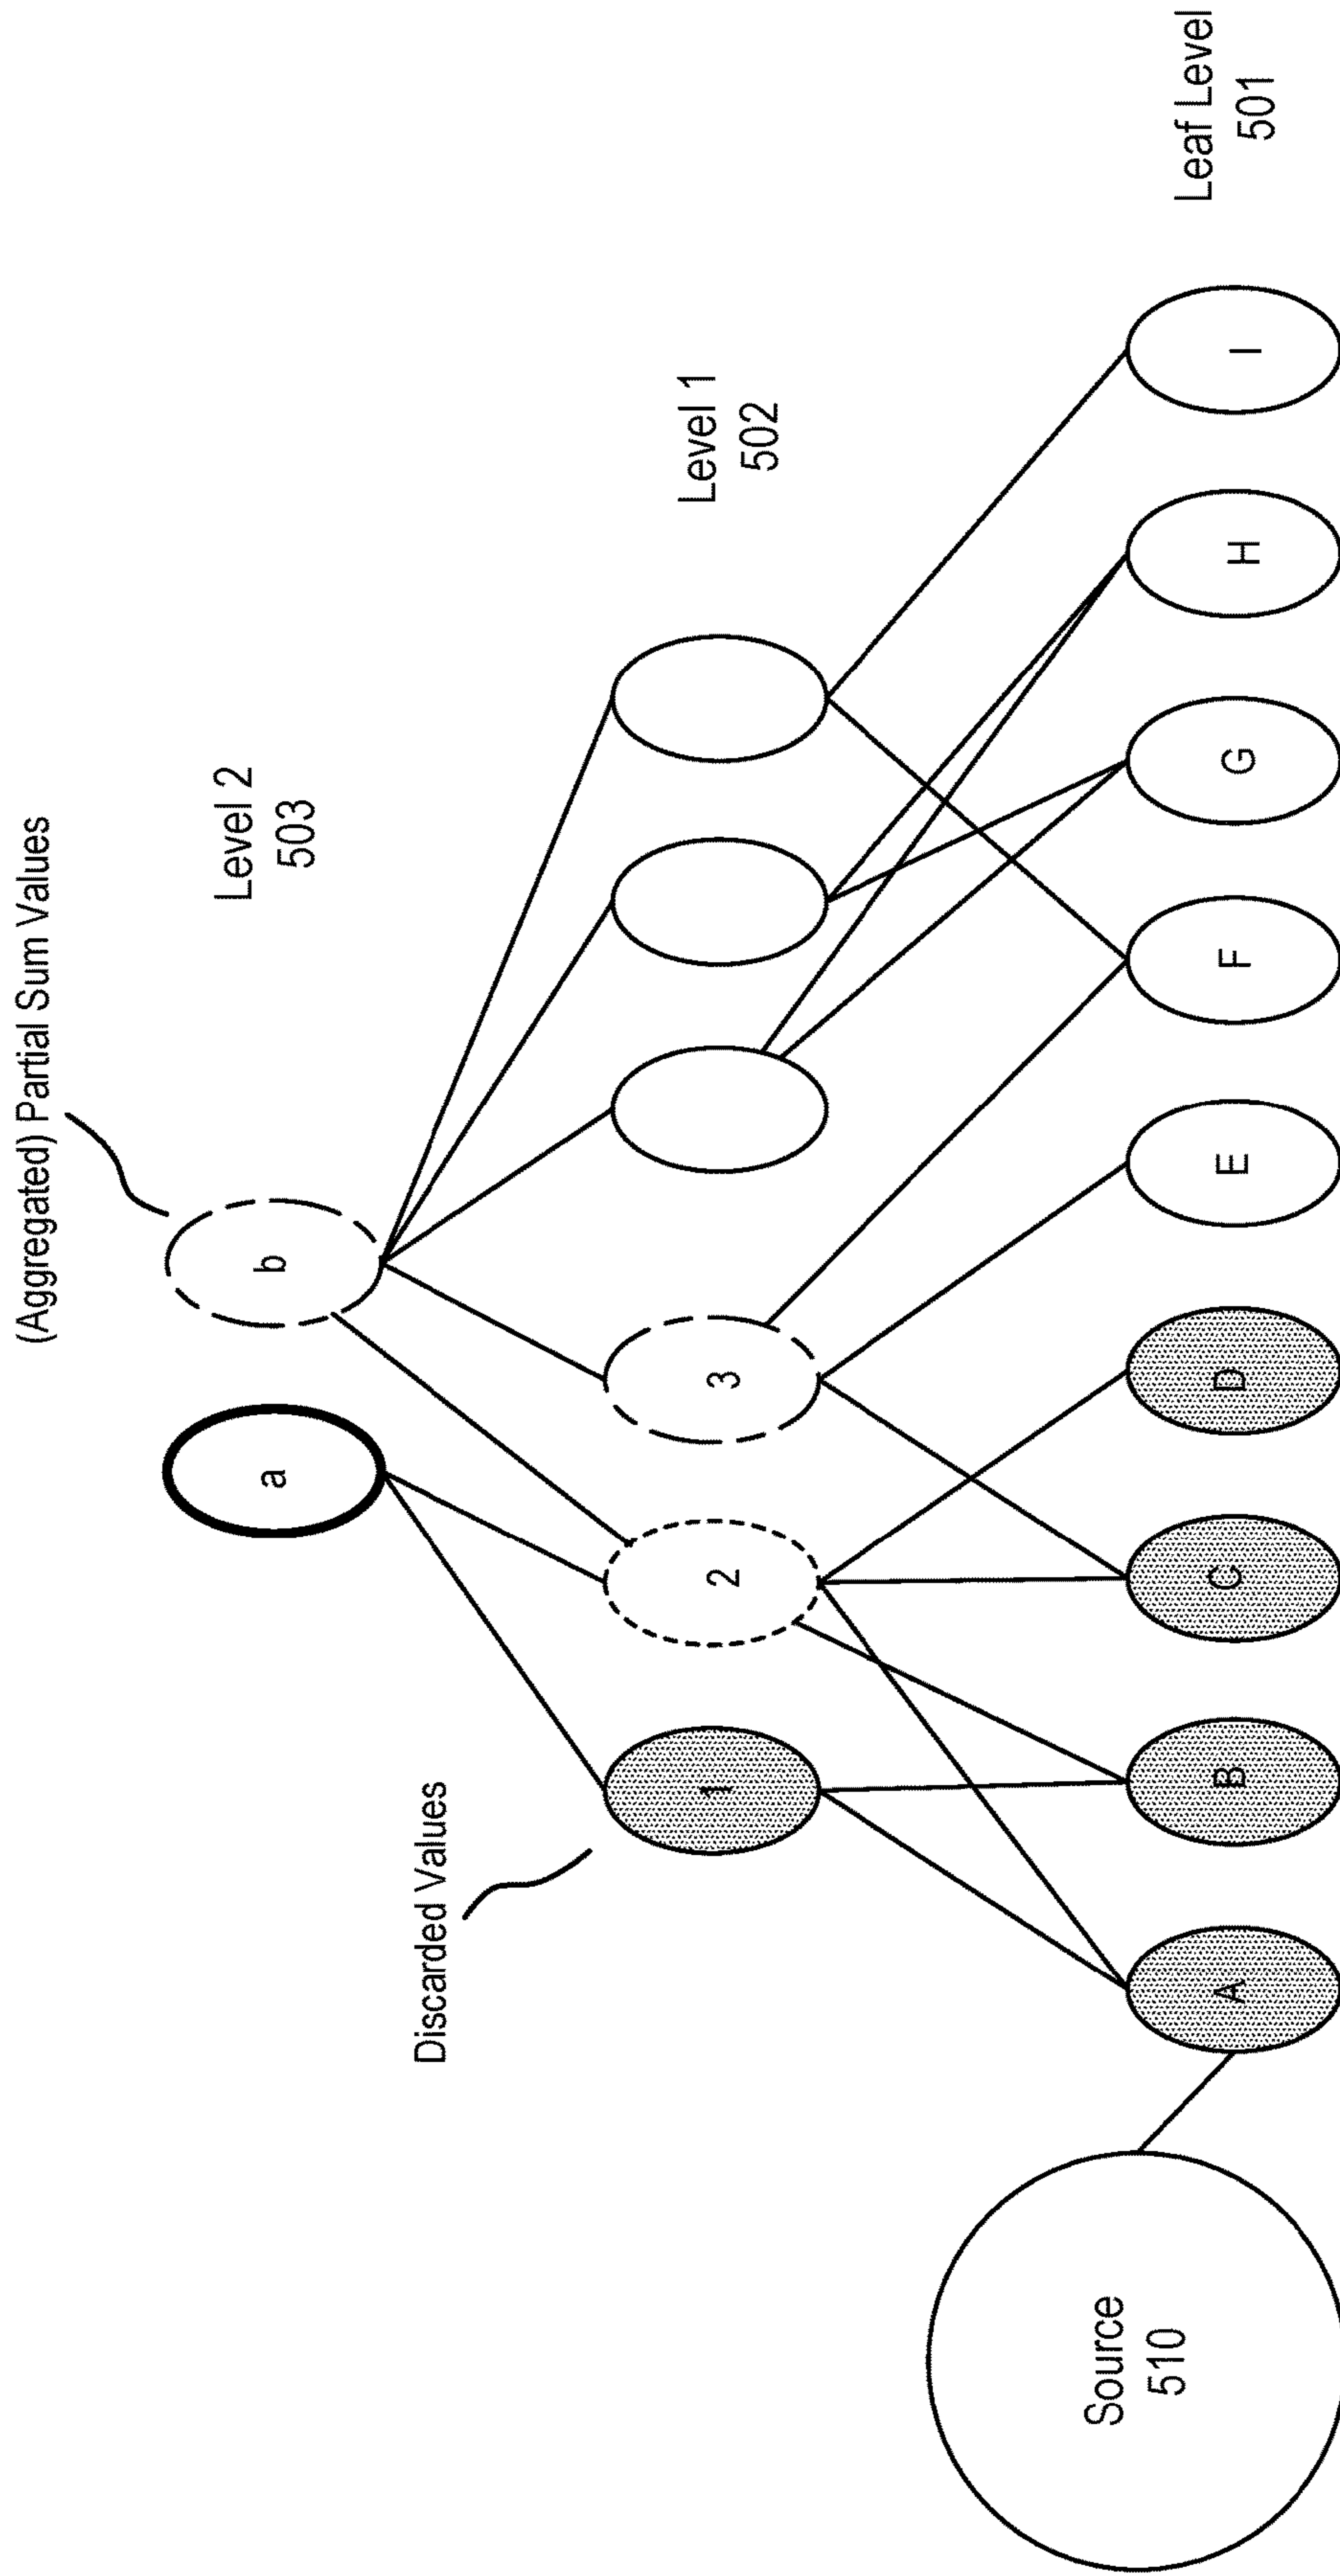 (Aggregated) Partial Sum Values
Level 2
503
a
b
Discarded Values
Level 1
502
1
2
3
Source
510
A
B
C
D
E
F
G
H
I
Leaf Level
501